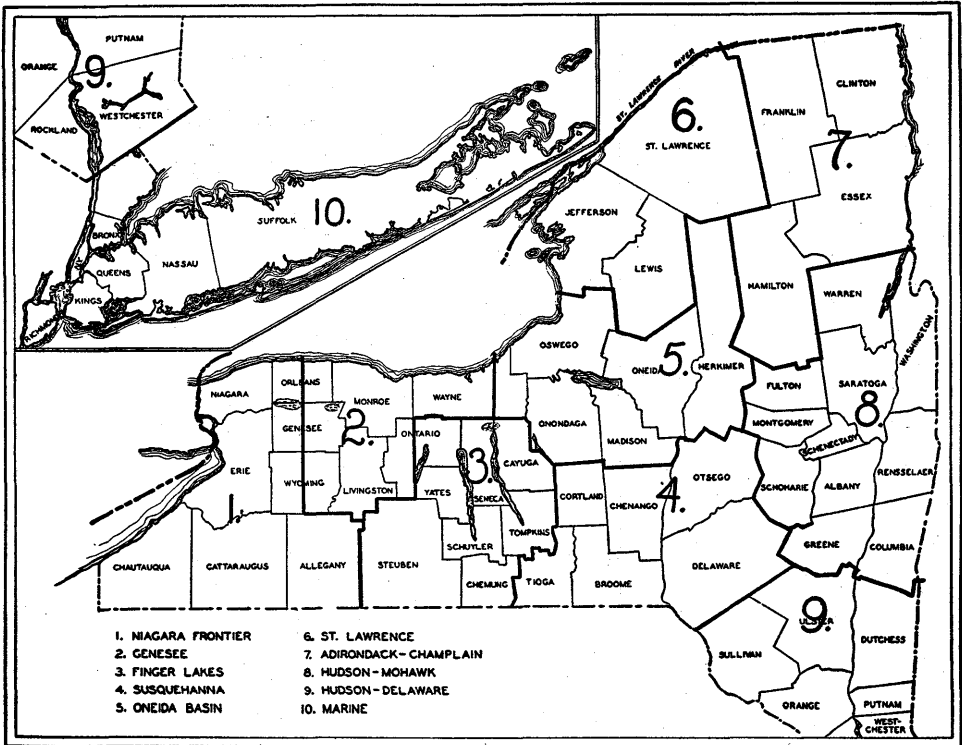 PUTNAM
ORANGE
9.
WESTCHESTER
ROCKLAND
SUFFOLK
10.
BRONX
NASSAU
QUEENS
KINGS
RICHMOND
ST. LAWRENCE RIVER
6.
ST. LAWRENCE
FRANKLIN
CLINTON
7.
ESSEX
JEFFERSON
LEWIS
HAMILTON
WARREN
WASHINGTON
OSWEGO
ONEIDA
5.
HERKIMER
FULTON
SARATOGA
8.
MONTGOMERY
SCHENECTADY
NIAGARA
ORLEANS
MONROE
WAYNE
GENESEE
2.
ONTARIO
ONONDAGA
MADISON
CAYUGA
3.
ERIE
WYOMING
LIVINGSTON
YATES
SENECA
CORTLAND
CHENANGO
4.
OTSEGO
SCHOHARIE
ALBANY
RENSSELAER
1.
SCHUYLER
TOMPKINS
GREENE
COLUMBIA
CHAUTAUQUA
CATTARAUGUS
ALLEGANY
STEUBEN
CHEMUNG
TIOGA
BROOME
DELAWARE
9.
ULSTER
SULLIVAN
DUTCHESS
ORANGE
PUTNAM
WEST-
CHESTER
1. NIAGARA FRONTIER
2. GENESEE
3. FINGER LAKES
4. SUSQUEHANNA
5. ONEIDA BASIN
6. ST. LAWRENCE
7. ADIRONDACK-CHAMPLAIN
8. HUDSON-MOHAWK
9. HUDSON-DELAWARE
10. MARINE